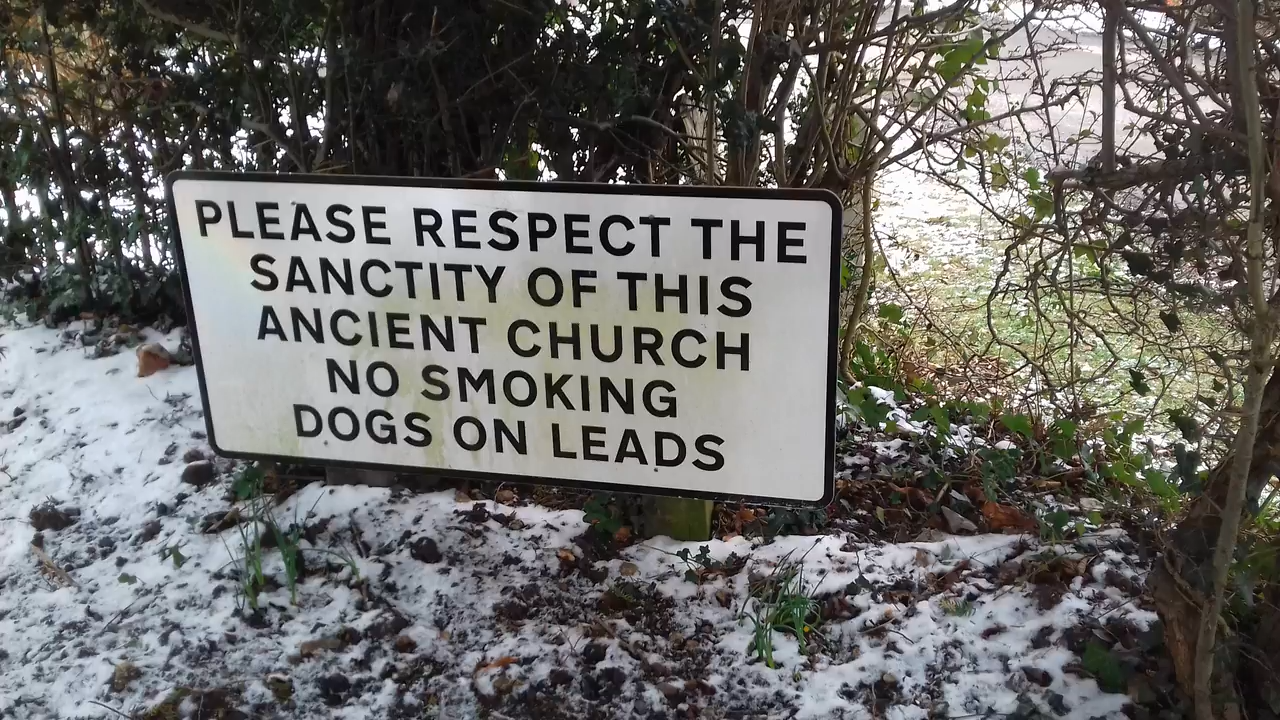 PLEASE RESPECT THE
SANCTITY OF THIS
ANCIENT CHURCH
NO SMOKING
DOGS ON LEADS